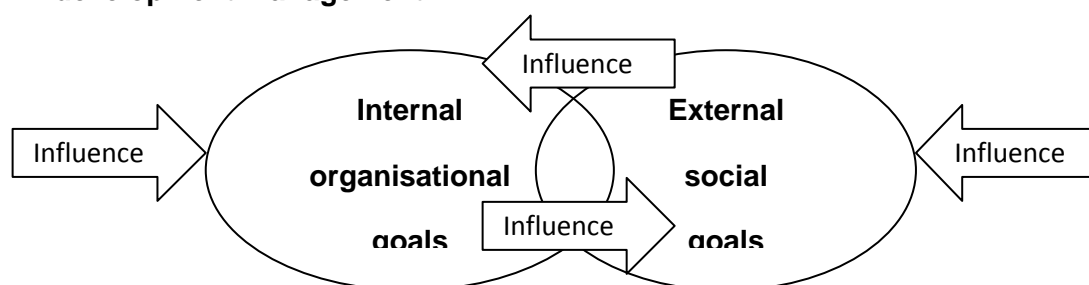 Influence
Internal External
Influence Influence
organisational social
Influence
goals goals